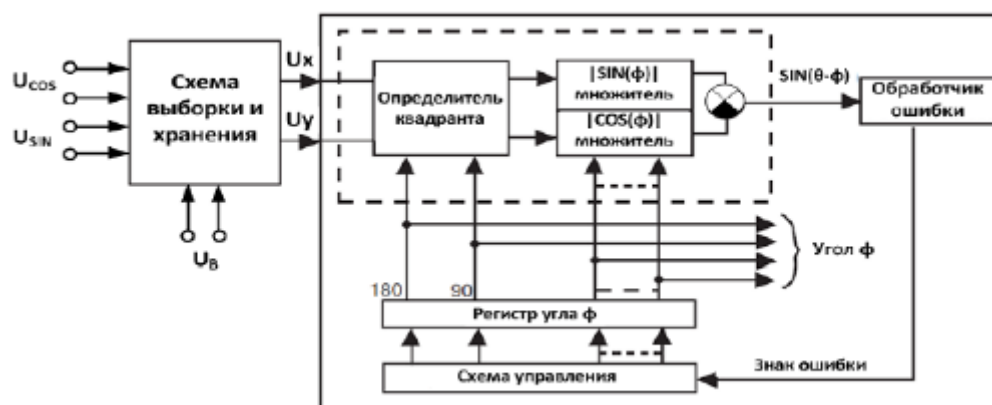 U_COS
U_SIN
Схема
выборки и
хранения
U_B
Ux
Uy
Определитель
квадранта
|SIN(ϕ)|
множитель
|COS(ϕ)|
множитель
SIN(θ-ϕ)
Обработчик
ошибки
Угол ϕ
180
90
Регистр угла ϕ
Схема управления
Знак ошибки